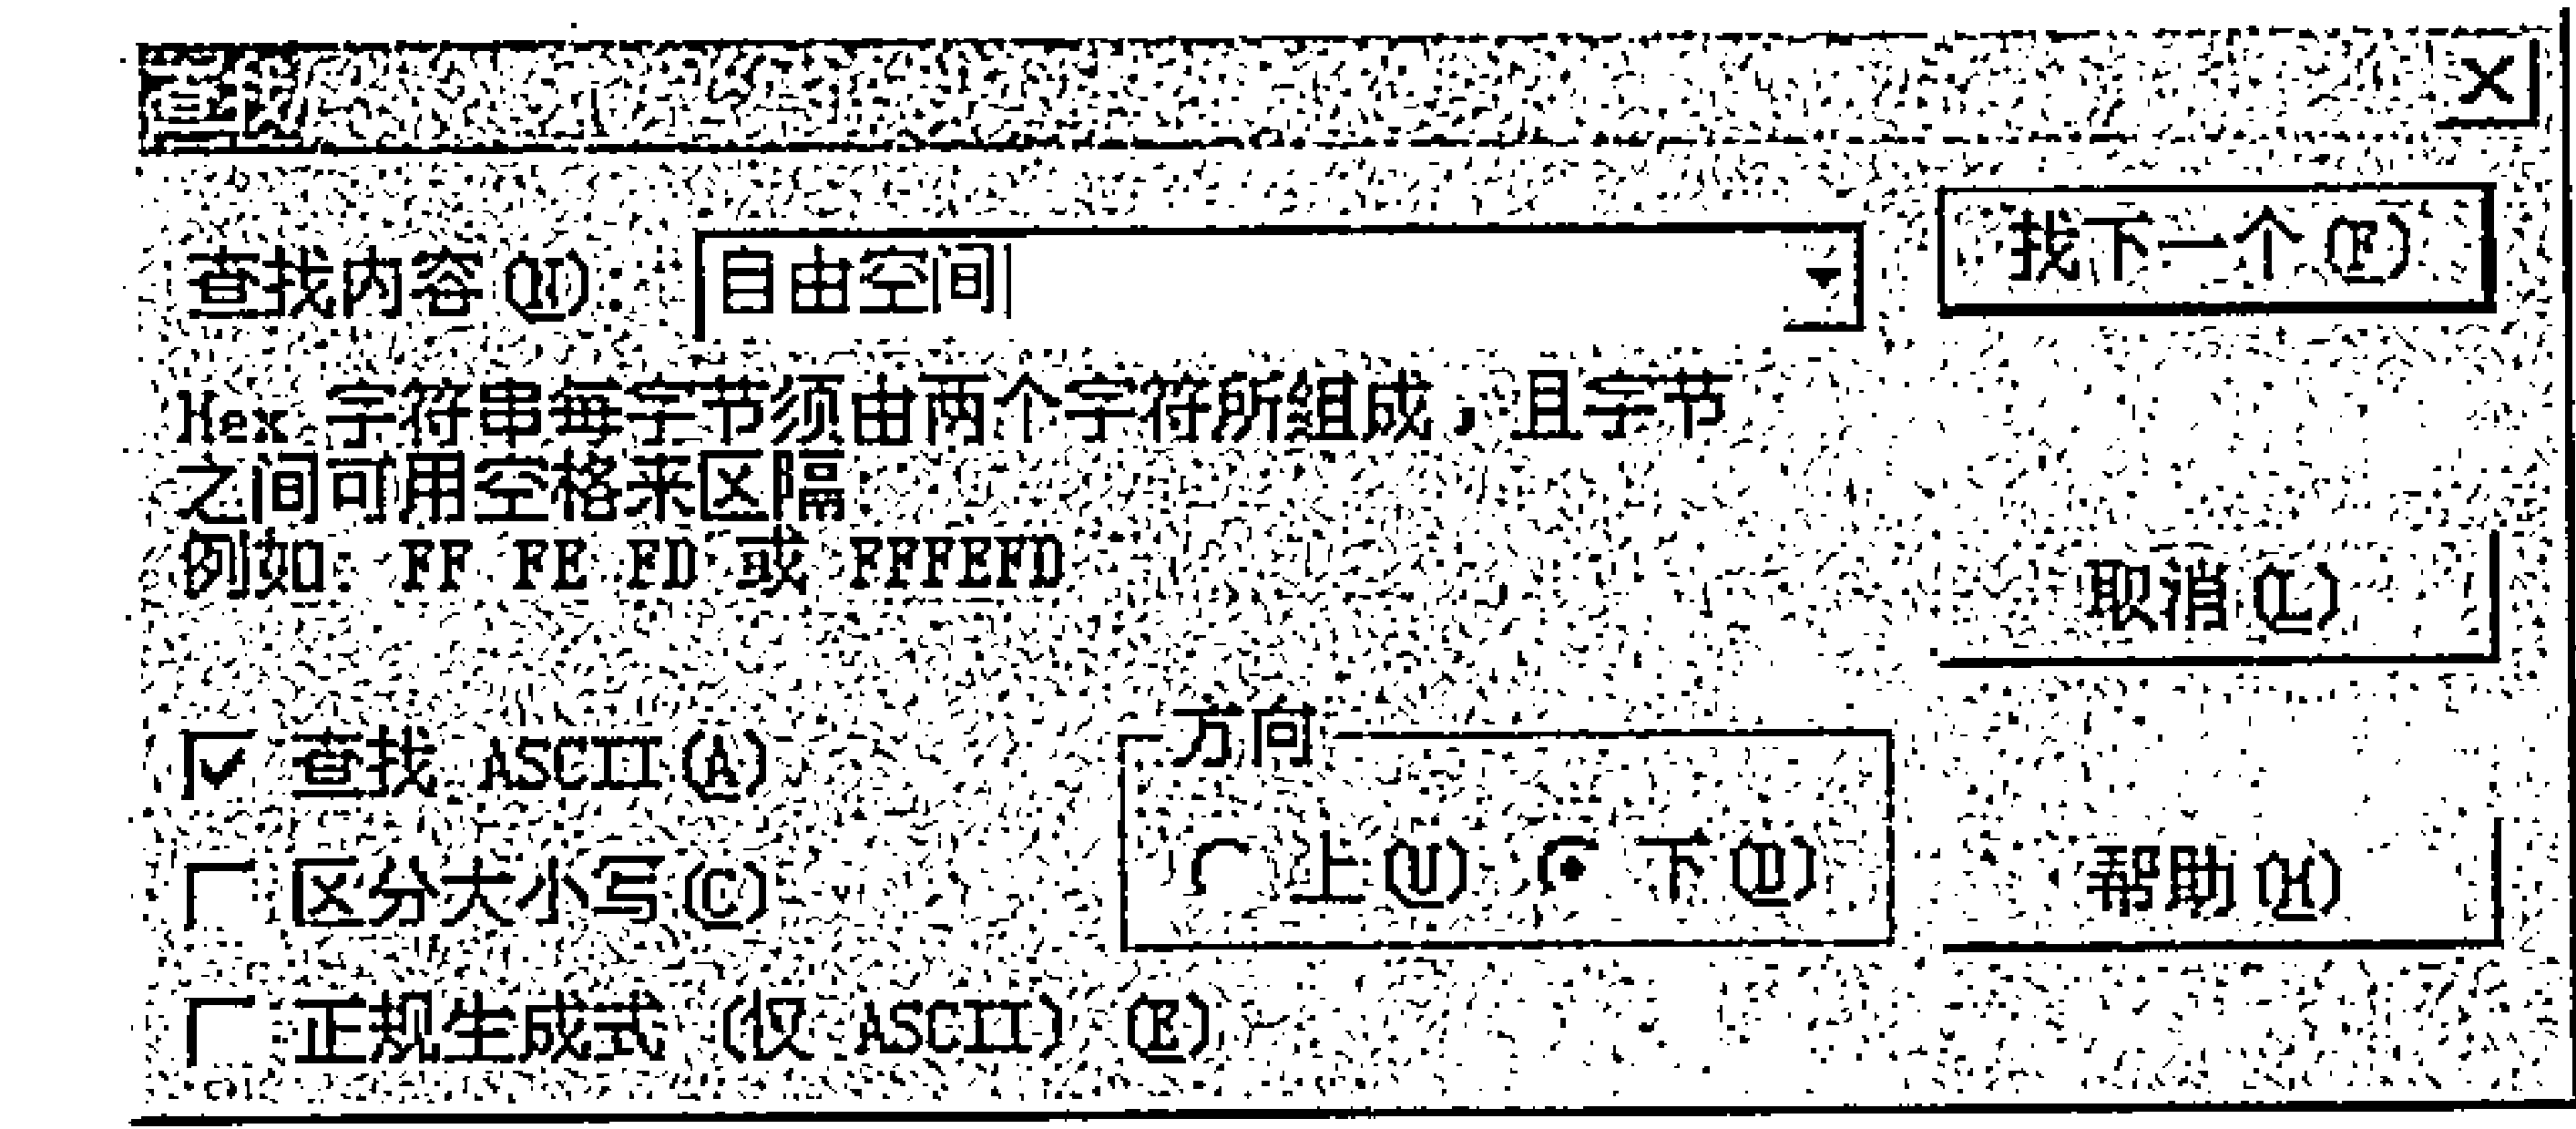 查找
查找内容(N): 自由空间 找下一个(F)
Hex 字符串每字节须由两个字符所组成，且字节
之间可用空格来区隔.
例如: FF FE FD 或 FFFEFD
取消(L)
查找 ASCII(A)
方向
区分大小写(C)
上(U) 下(D)
帮助(H)
正规生成式 (仅 ASCII) (E)